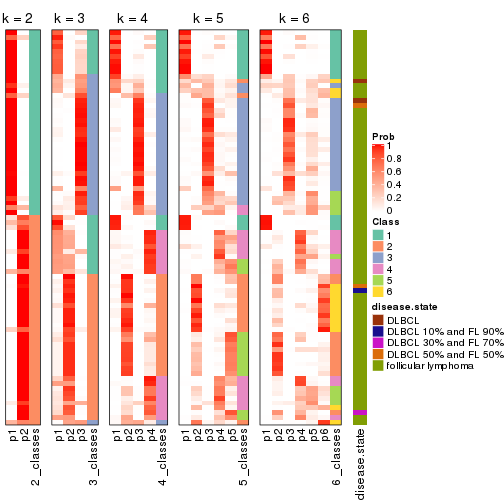 k = 2
k = 3
k = 4
k = 5
k = 6
p1
p2
2_classes
p1
p2
p3
3_classes
p1
p2
p3
p4
4_classes
p1
p2
p3
p4
p5
5_classes
p1
p2
p3
p4
p5
p6
6_classes
disease.state
Prob
1
0.8
0.6
0.4
0.2
0
Class
1
2
3
4
5
6
disease.state
DLBCL
DLBCL 10% and FL 90%
DLBCL 30% and FL 70%
DLBCL 50% and FL 50%
follicular lymphoma